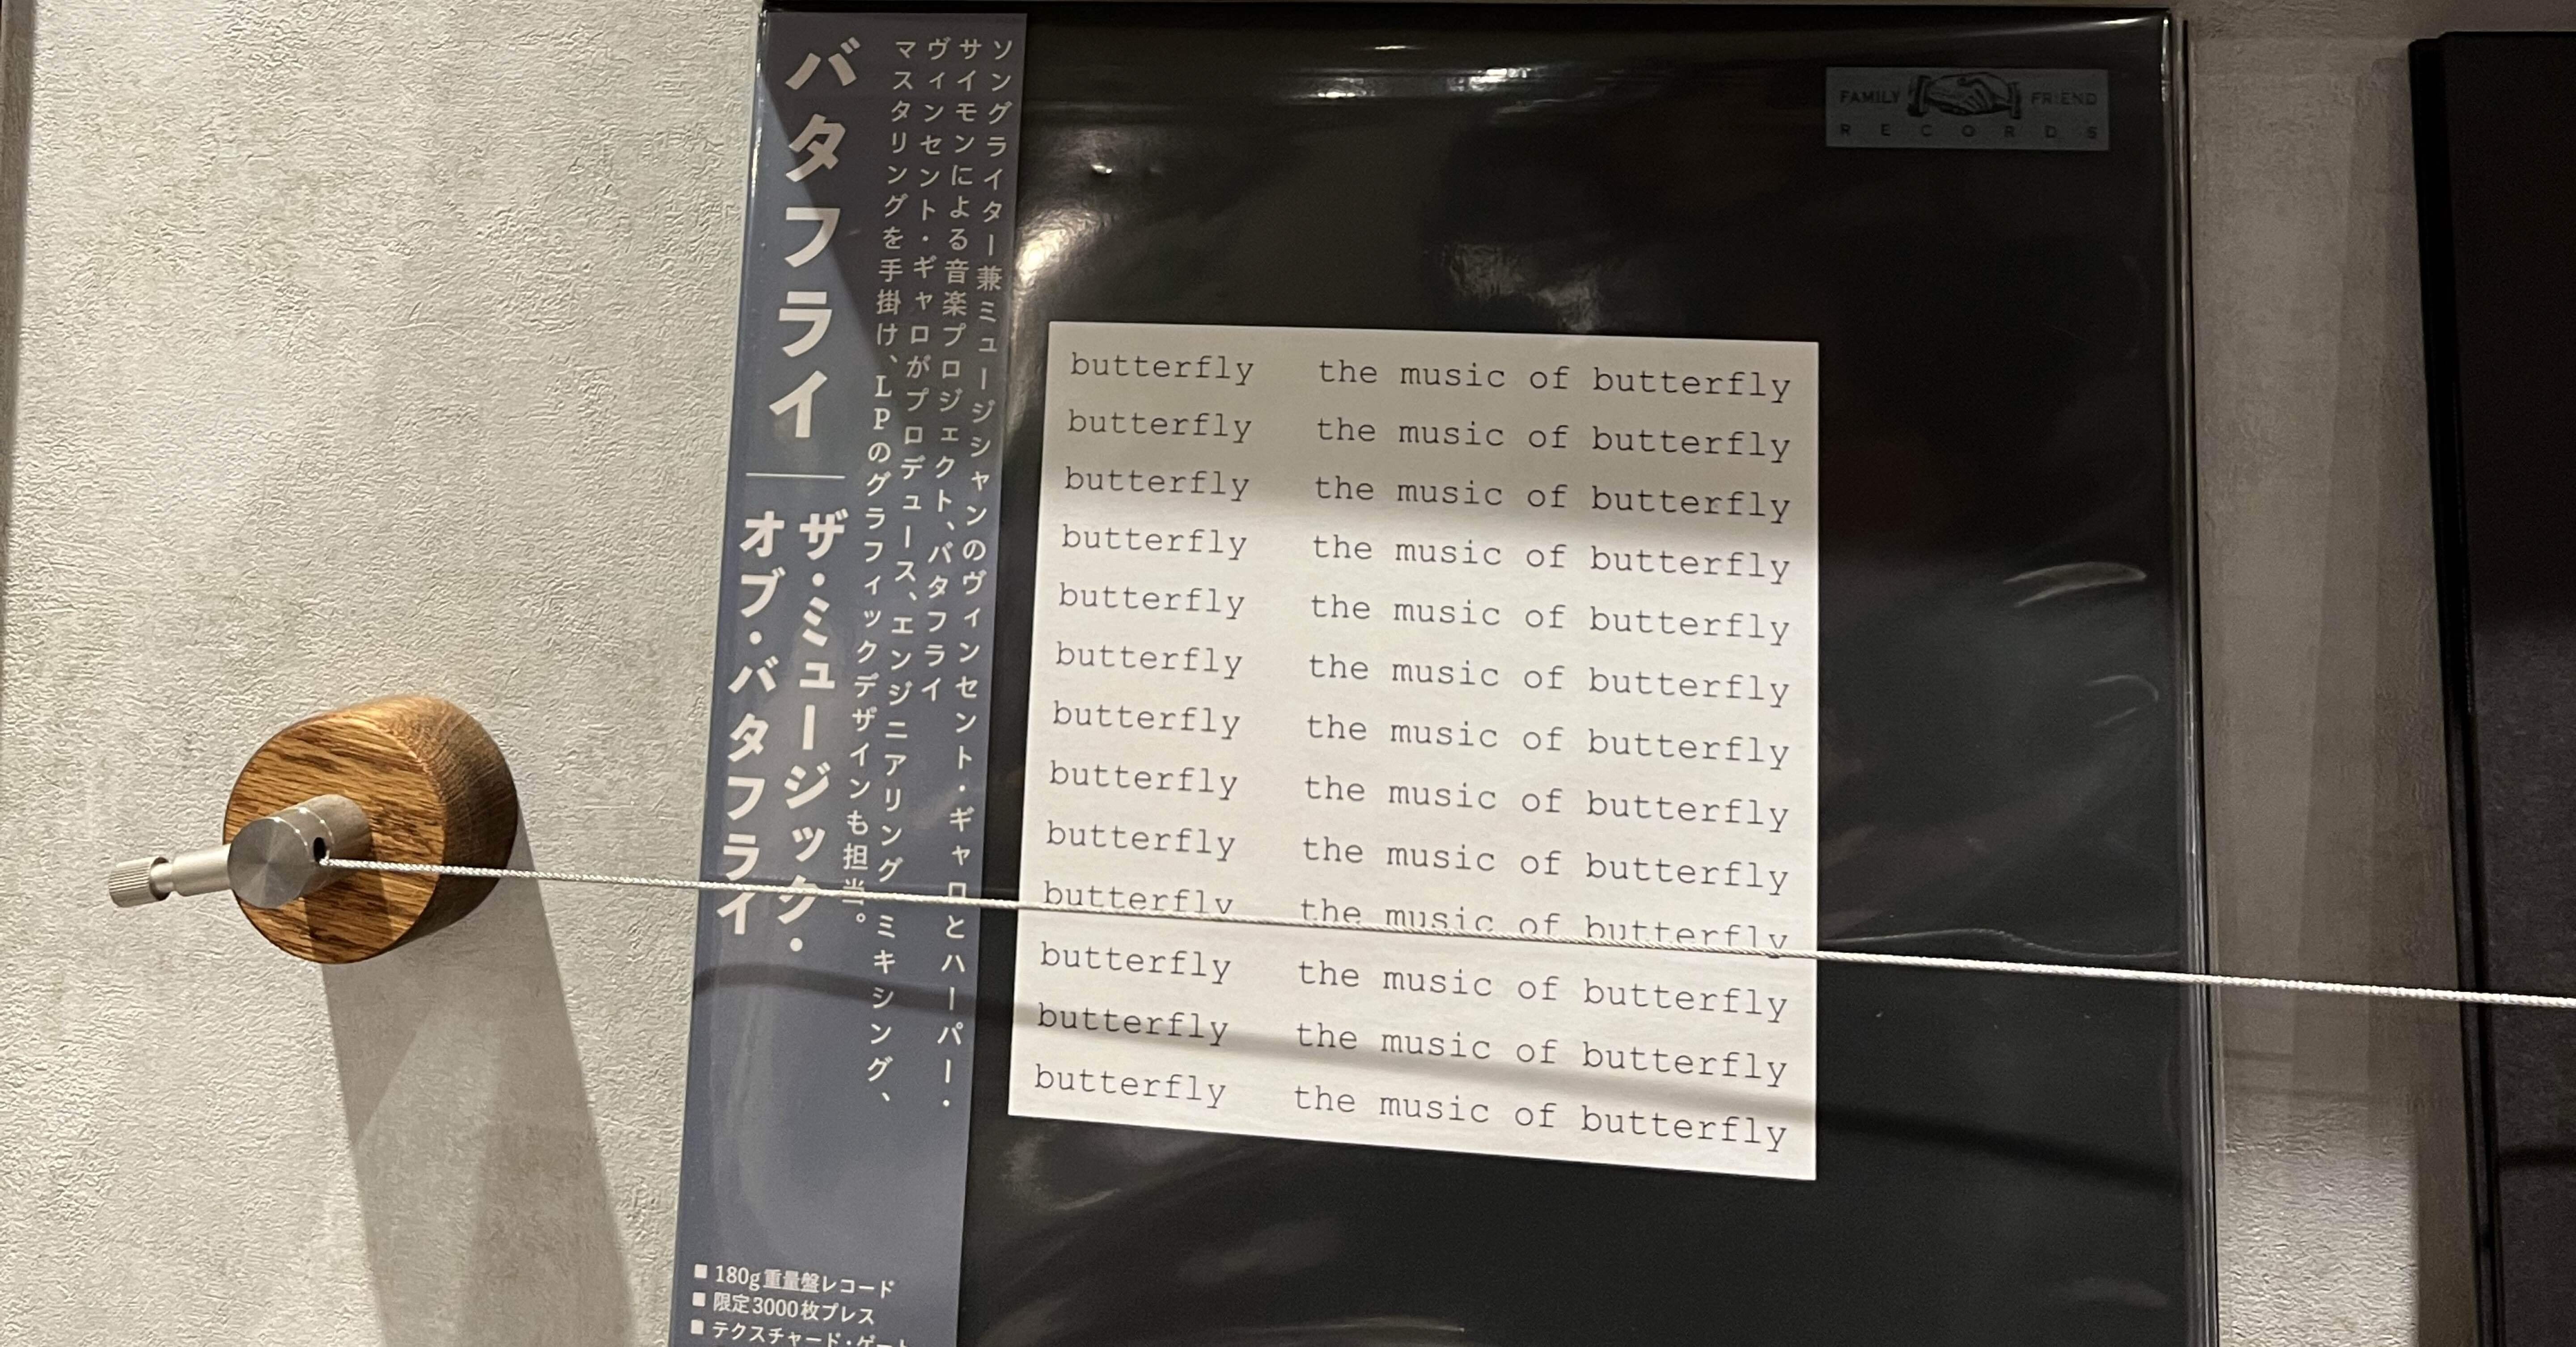 ソングライター兼ミュージシャンのヴィンセント・ギャロとハーパー・
サイモンによる音楽プロジェクト、バタフライ
ヴィンセント・ギャロがプロデュース、エンジニアリング、ミキシング、
マスタリングを手掛け、LPのグラフィックデザインも担当。
バタフライ
ザ・ミュージック・
オブ・バタフライ
■ 180g重量盤レコード
■ 限定3000枚プレス
■ テクスチャード・
FAMILY FRIEND
RECORDS
butterfly the music of butterfly
butterfly the music of butterfly
butterfly the music of butterfly
butterfly the music of butterfly
butterfly the music of butterfly
butterfly the music of butterfly
butterfly the music of butterfly
butterfly the music of butterfly
butterfly the music of butterfly
butterfly the music of butterfly
butterfly the music of butterfly
butterfly the music of butterfly
butterfly the music of butterfly